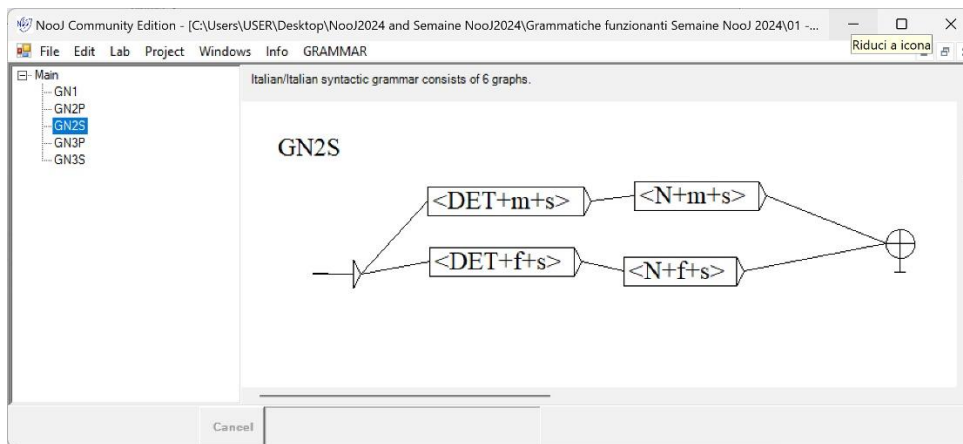 NooJ Community Edition - [C:\Users\USER\Desktop\NooJ2024 and Semaine NooJ2024\Grammatiche funzionanti Semaine NooJ 2024\01 -...
Riduci a icona
File Edit Lab Project Windows Info GRAMMAR
Main
GN1
GN2P
GN2S
GN3P
GN3S
Italian/Italian syntactic grammar consists of 6 graphs.
GN2S
<DET+m+s> <N+m+s>
<DET+f+s> <N+f+s>
Cancel